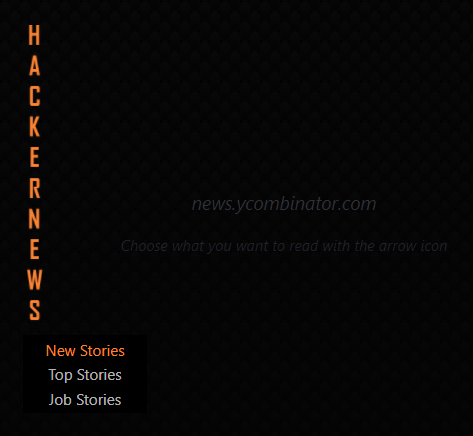 HACKERNEWS
news.ycombinator.com
Choose what you want to read with the arrow icon
New Stories
Top Stories
Job Stories